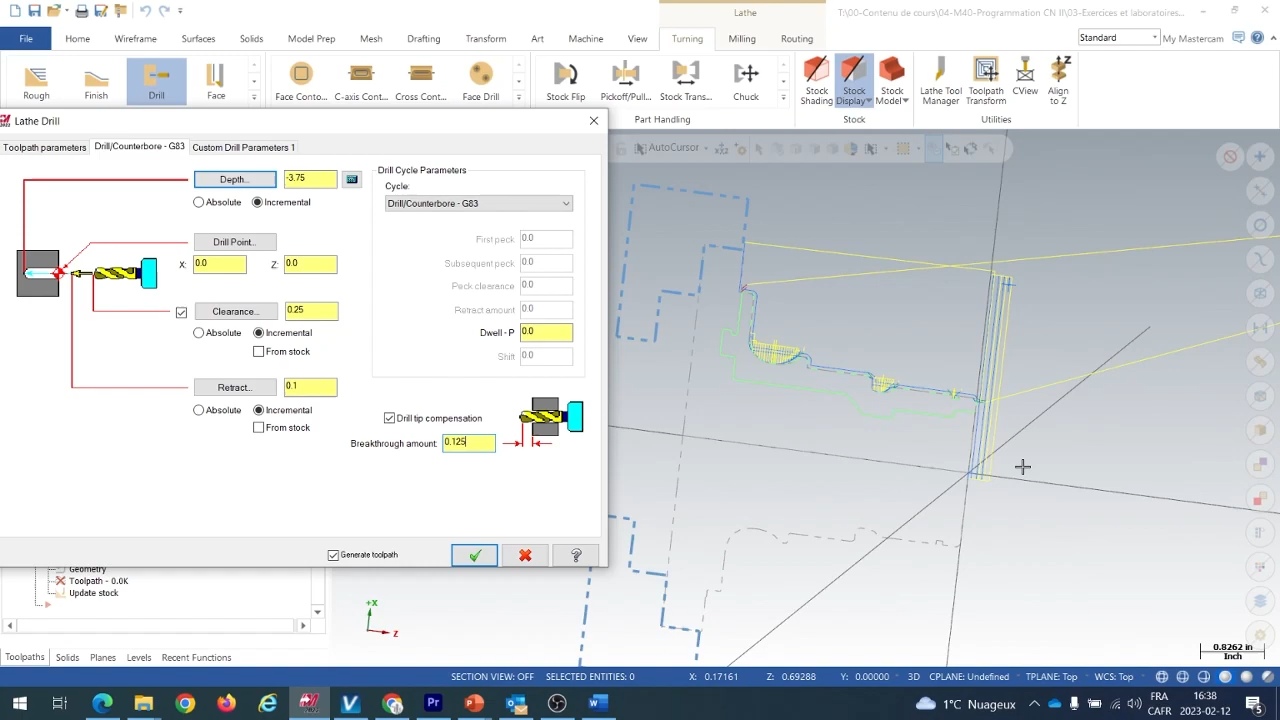 Lathe
T:\00-Contenu de cours\04-M40-Programmation CN II\03-Exercices et laboratoires...
File Home Wireframe Surfaces Solids Model Prep Mesh Drafting Transform Art Machine View Turning Milling Routing
Standard
My Mastercam
Rough Finish Drill Face
Face Conto... C-axis Cont... Cross Cont... Face Drill
Stock Flip Pickoff/Pull... Stock Trans... Chuck
Stock Shading
Stock Display
Stock Model
Lathe Tool Manager
Toolpath Transform
CView
Align to Z
Part Handling
Stock
Utilities
Lathe Drill
Toolpath parameters Drill/Counterbore - G83 Custom Drill Parameters 1
AutoCursor
Depth... -3.75
Absolute Incremental
Drill Point...
X: 0.0 Z: 0.0
Clearance... 0.25
Absolute Incremental
From stock
Retract... 0.1
Absolute Incremental
From stock
Drill Cycle Parameters
Cycle:
Drill/Counterbore - G83
First peck 0.0
Subsequent peck 0.0
Peck clearance 0.0
Retract amount 0.0
Dwell - P 0.0
Shift 0.0
Drill tip compensation
Breakthrough amount: 0.125
Generate toolpath
Geometry
Toolpath - 0.0K
Update stock
+X
Z
0.8262 in
Inch
Toolpaths Solids Planes Levels Recent Functions
SECTION VIEW: OFF SELECTED ENTITIES: 0 X: 0.17161 Z: 0.69288 Y: 0.00000 3D CPLANE: Undefined TPLANE: Top WCS: Top
1°C Nuageux
FRA
CAFR
16:38
2023-02-12
5